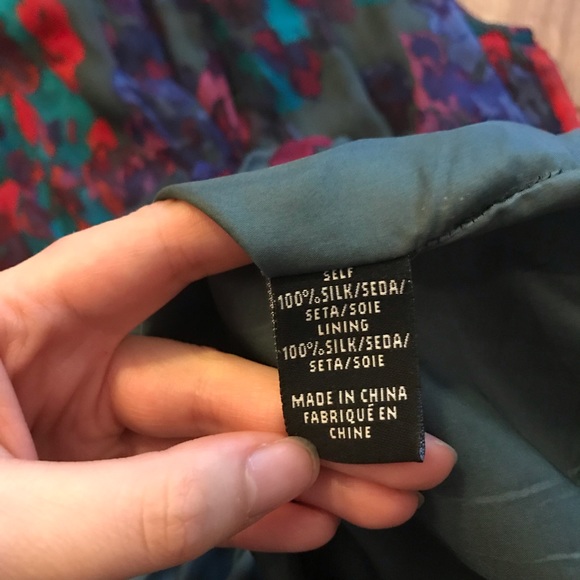 SELF
100%SILK/SEDA/
SETA/SOIE
LINING
100%SILK/SEDA/
SETA/SOIE
MADE IN CHINA
FABRIQUÉ EN
CHINE